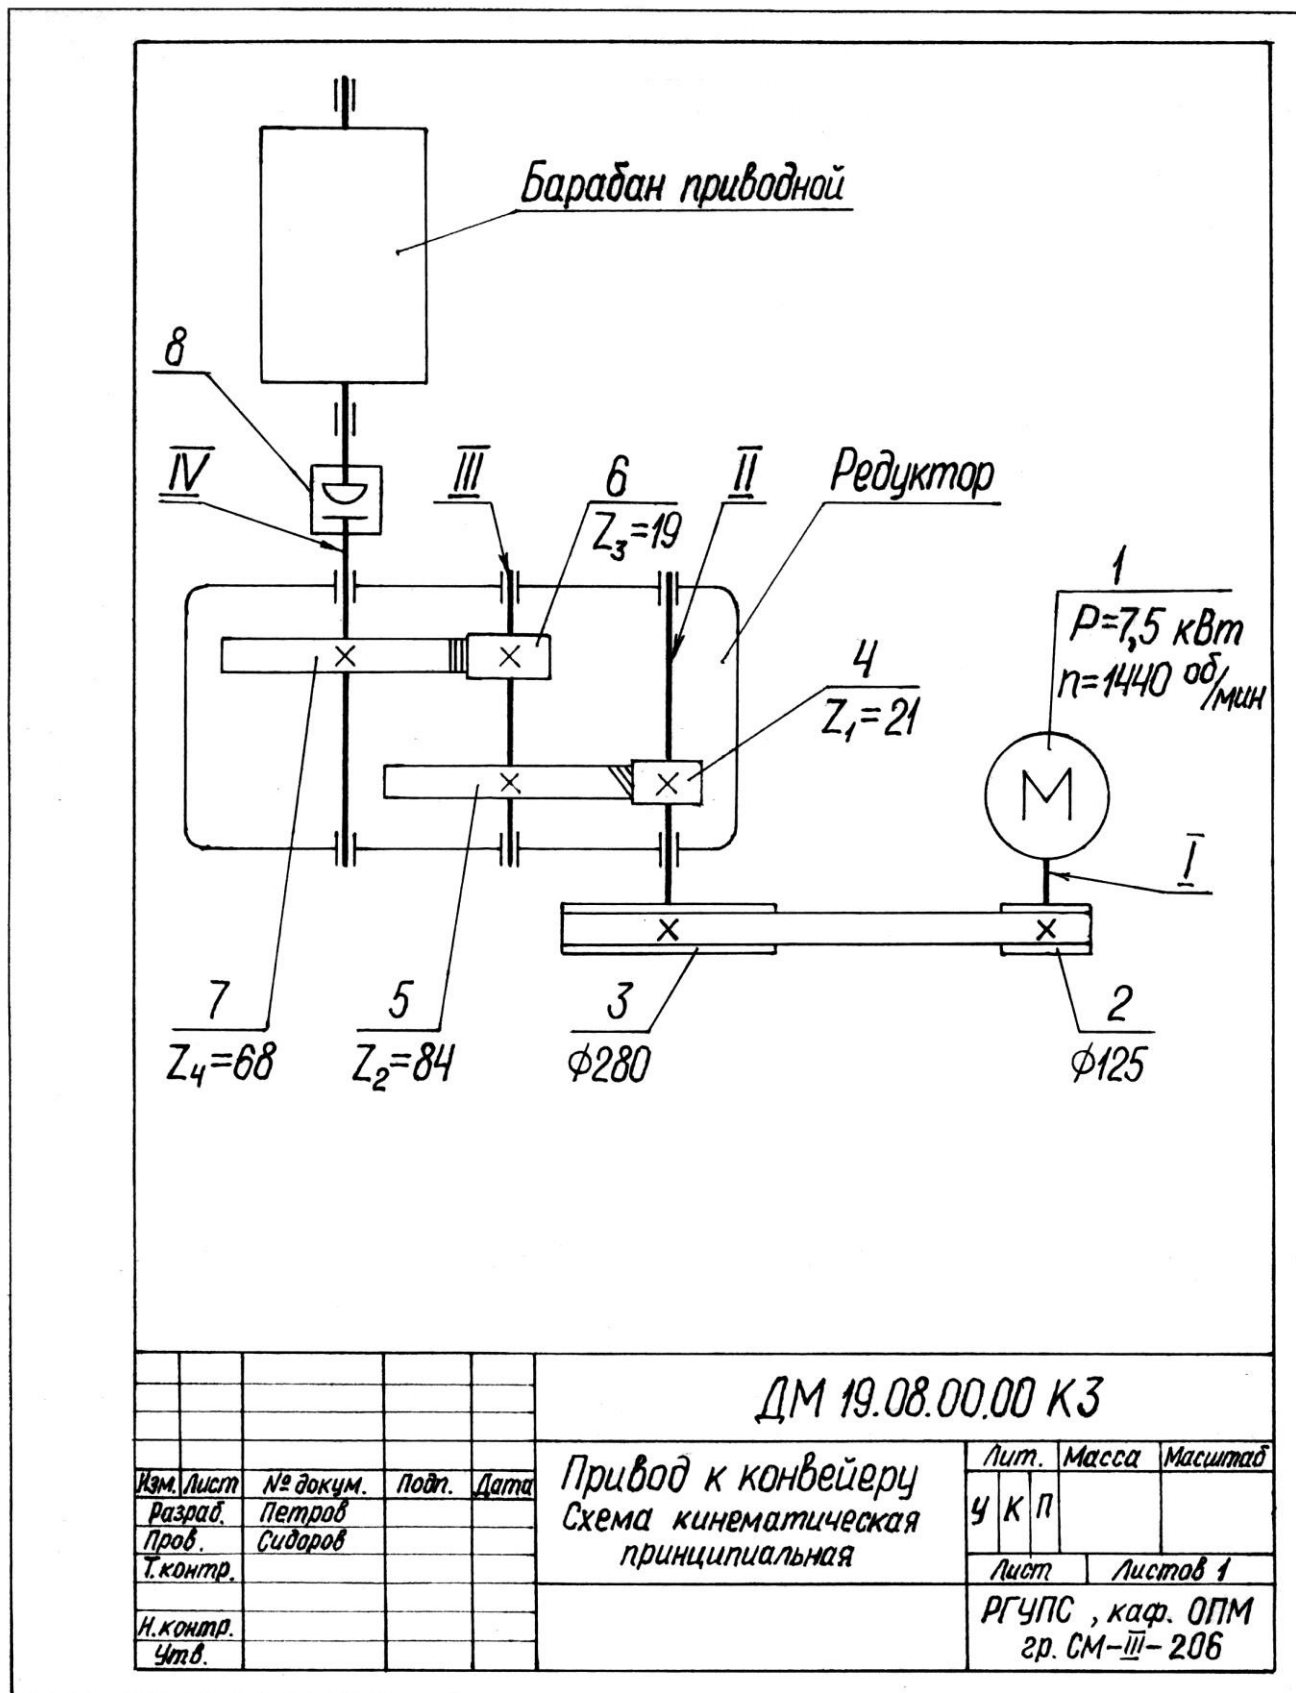 Барабан приводной
8
IV
III
6
Z₃=19
II
Редуктор
1
P=7,5 кВт
n=1440 об/мин
4
Z₁=21
М
I
7
Z₄=68
5
Z₂=84
3
ϕ280
2
ϕ125
ДМ 19.08.00.00 К3
Изм. Лист № докум. Подп. Дата
Разраб. Петров
Пров. Сидоров
Т.контр.
Н.контр.
Утв.
Привод к конвейеру
Схема кинематическая
принципиальная
Лит. Масса Масштаб
У К П
Лист Листов 1
РГУПС , каф. ОПМ
гр. СМ-III-206